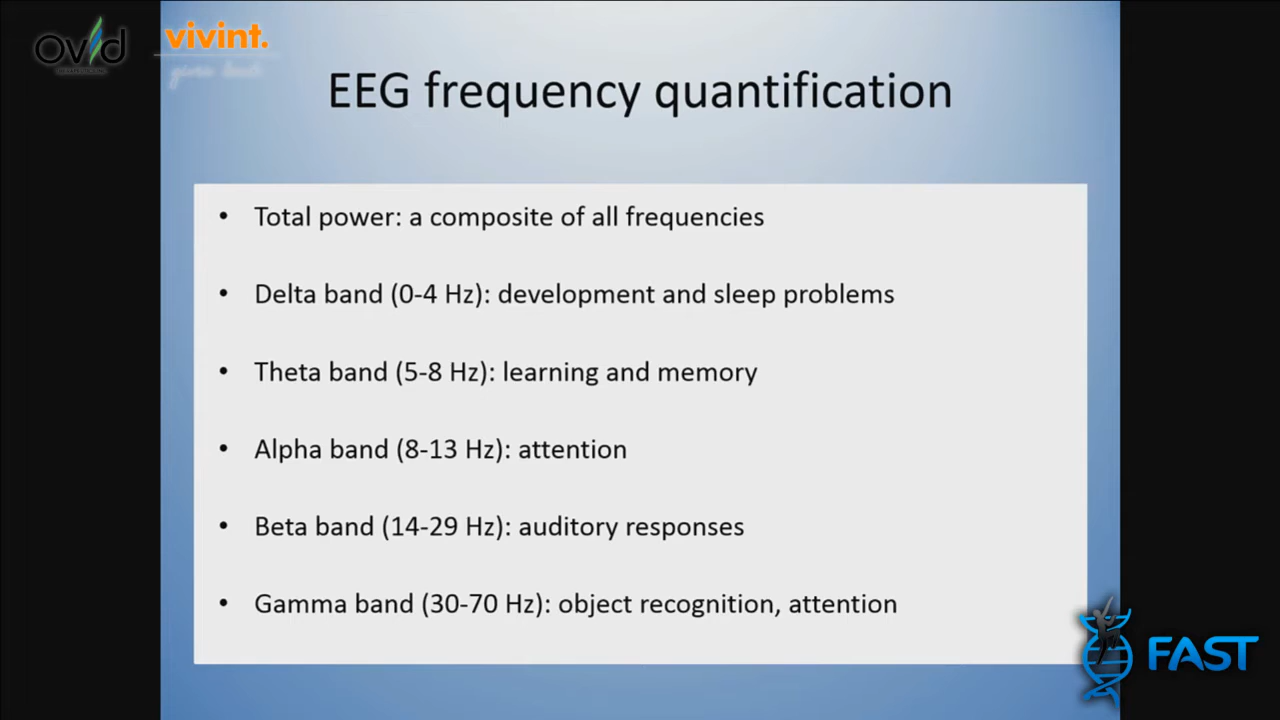 ovid
vivint.
EEG frequency quantification
• Total power: a composite of all frequencies
• Delta band (0-4 Hz): development and sleep problems
• Theta band (5-8 Hz): learning and memory
• Alpha band (8-13 Hz): attention
• Beta band (14-29 Hz): auditory responses
• Gamma band (30-70 Hz): object recognition, attention
FAST